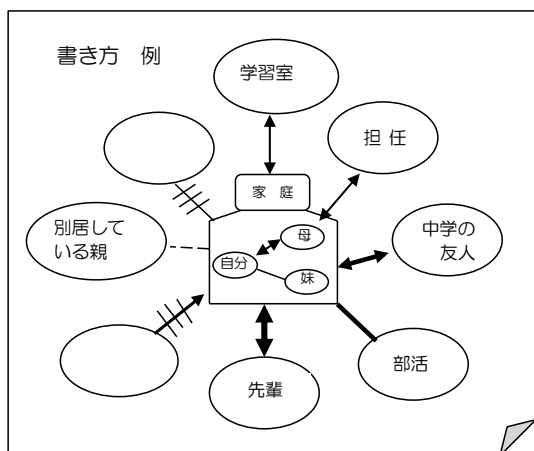 書き方　例
学習室
担 任
家 庭
別居して
いる親
母
自分
妹
中学の
友人
部活
先輩